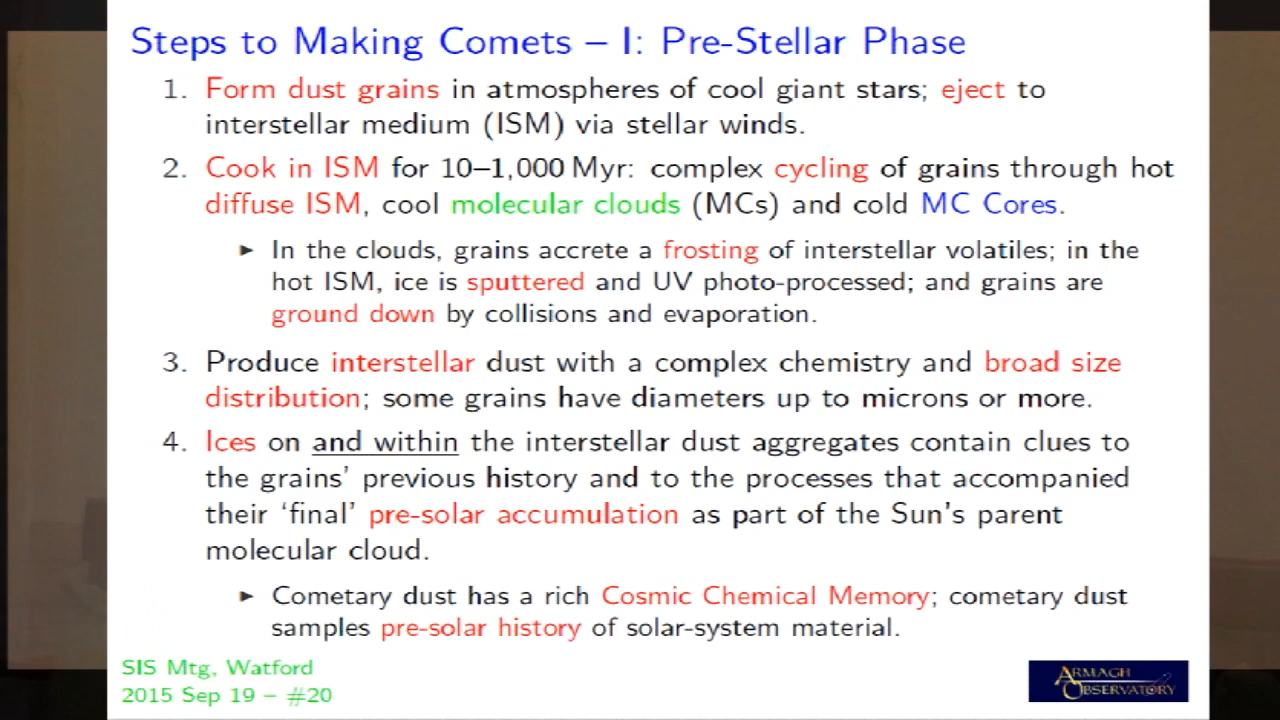 Steps to Making Comets – I: Pre-Stellar Phase
1. Form dust grains in atmospheres of cool giant stars; eject to
interstellar medium (ISM) via stellar winds.
2. Cook in ISM for 10–1,000 Myr: complex cycling of grains through hot
diffuse ISM, cool molecular clouds (MCs) and cold MC Cores.
► In the clouds, grains accrete a frosting of interstellar volatiles; in the
hot ISM, ice is sputtered and UV photo-processed; and grains are
ground down by collisions and evaporation.
3. Produce interstellar dust with a complex chemistry and broad size
distribution; some grains have diameters up to microns or more.
4. Ices on and within the interstellar dust aggregates contain clues to
the grains' previous history and to the processes that accompanied
their ‘final’ pre-solar accumulation as part of the Sun's parent
molecular cloud.
► Cometary dust has a rich Cosmic Chemical Memory; cometary dust
samples pre-solar history of solar-system material.
SIS Mtg, Watford
2015 Sep 19 – #20
ARMAGH
OBSERVATORY